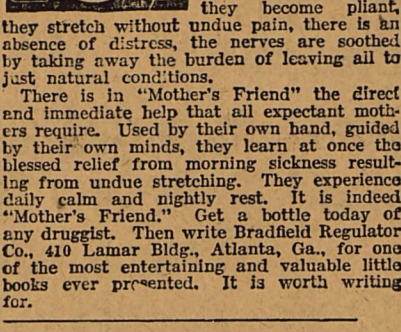 they become pliant,
they stretch without undue pain, there is an
absence of distress, the nerves are soothed
by taking away the burden of leaving all to
just natural conditions.
There is in "Mother's Friend" the direct
and immediate help that all expectant moth-
ers require. Used by their own hand, guided
by their own minds, they learn at once the
blessed relief from morning sickness result-
ing from undue stretching. They experience
daily calm and nightly rest. It is indeed
"Mother's Friend." Get a bottle today of
any druggist. Then write Bradfield Regulator
Co., 410 Lamar Bldg., Atlanta, Ga., for one
of the most entertaining and valuable little
books ever presented. It is worth writing
for.